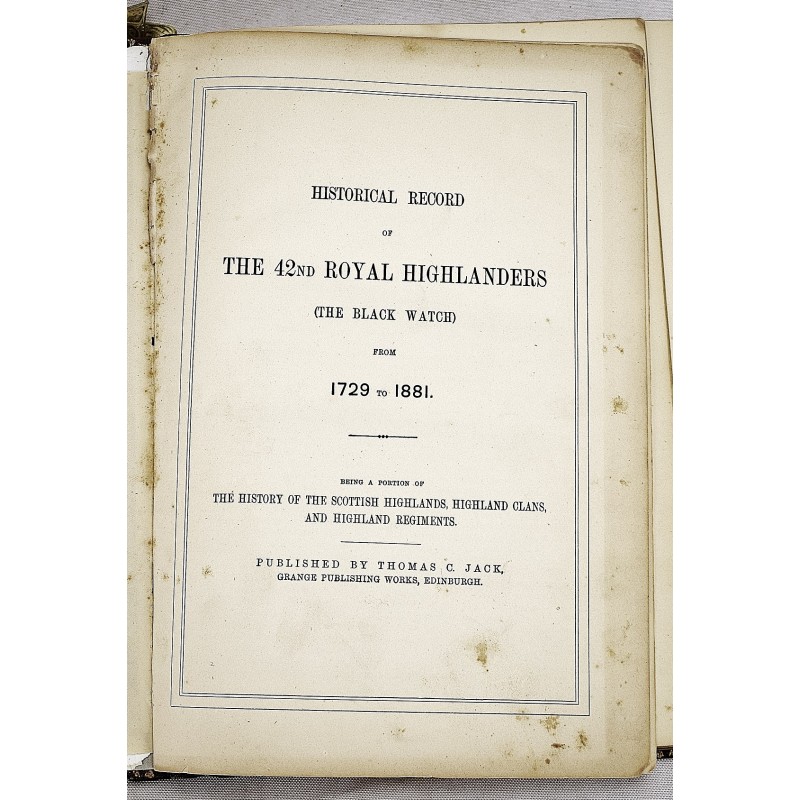 HISTORICAL RECORD
OF
THE 42ND ROYAL HIGHLANDERS
(THE BLACK WATCH)
FROM
1729 TO 1881.
BEING A PORTION OF
THE HISTORY OF THE SCOTTISH HIGHLANDS, HIGHLAND CLANS,
AND HIGHLAND REGIMENTS.
PUBLISHED BY THOMAS C. JACK,
GRANGE PUBLISHING WORKS, EDINBURGH.